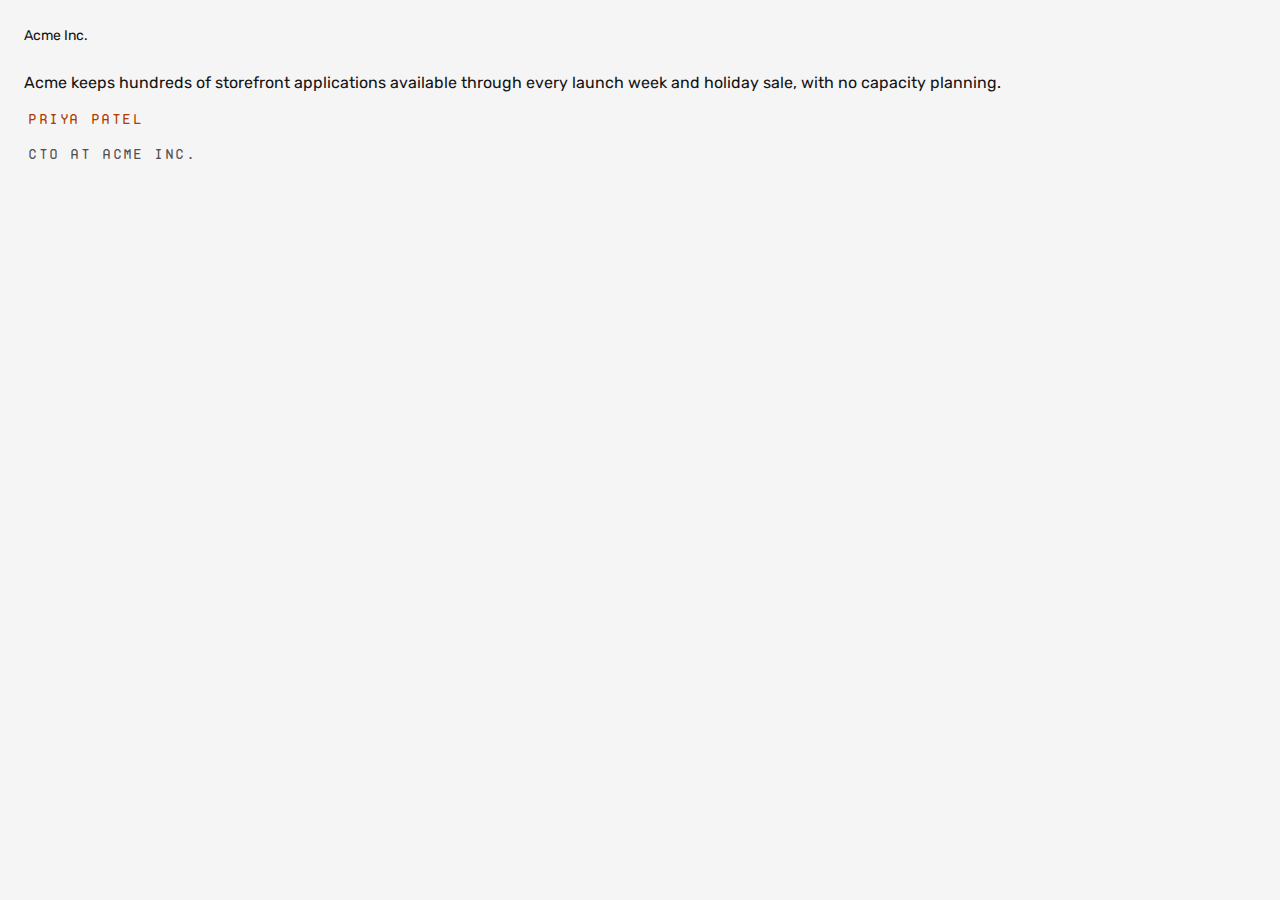 Acme Inc.
Acme keeps hundreds of storefront applications available through every launch week and holiday sale, with no capacity planning.
PRIYA PATEL
CTO AT ACME INC.